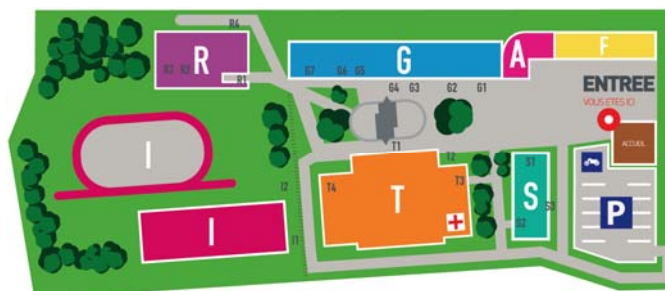 R4
R
R3 R2
R1
G
G7 G6 G5
G4 G3 G2 G1
A
F
ENTREE
VOUS ETES ICI
ACCUEIL
T1
I
I2
I
I1
T2
T3
T4
T
S1
S
S2
S3
P